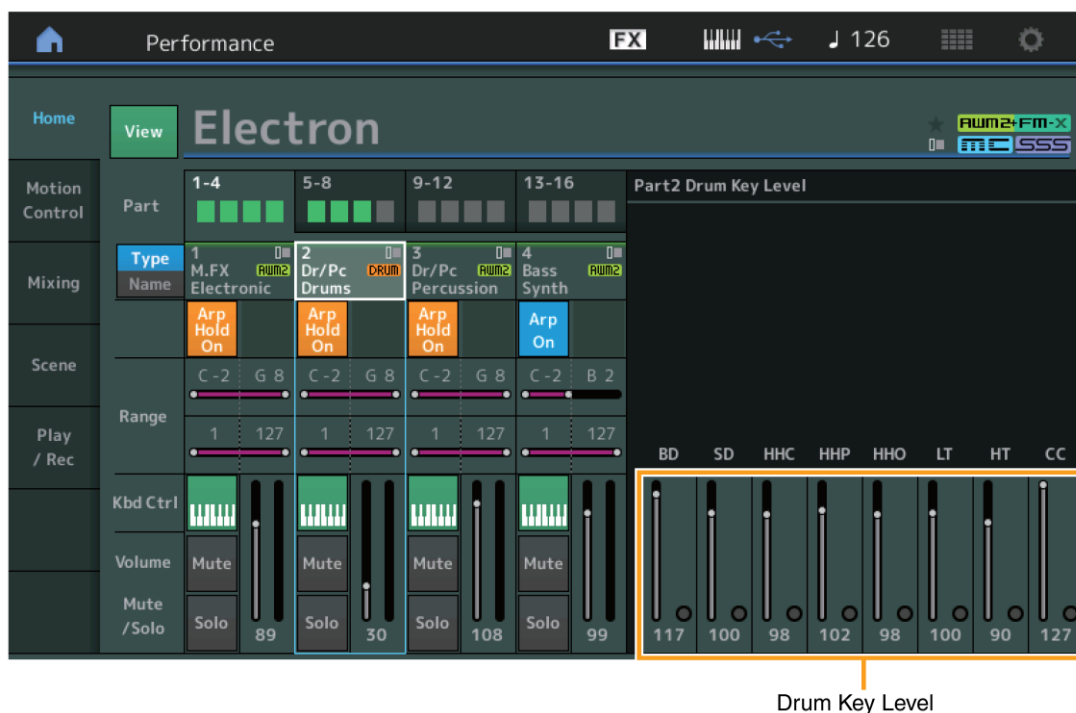 Performance FX 126
Home
View
Electron
AWM2+FM-X
MC SSS
Motion
Control
Part
1-4 5-8 9-12 13-16
Part2 Drum Key Level
Mixing
Type
Name
1 M.FX AWM2 Electronic
2 Dr/Pc DRUM Drums
3 Dr/Pc AWM2 Percussion
4 Bass AWM2 Synth
Arp Hold On
Arp Hold On
Arp Hold On
Arp On
Scene
Range
C -2 G 8 C -2 G 8 C -2 G 8 C -2 B 2
1 127 1 127 1 127 1 127
Play
/ Rec
BD SD HHC HHP HHO LT HT CC
Kbd Ctrl
Volume
Mute Mute Mute Mute
Mute
/Solo
Solo 89 Solo 30 Solo 108 Solo 99
117 100 98 102 98 100 90 127
Drum Key Level